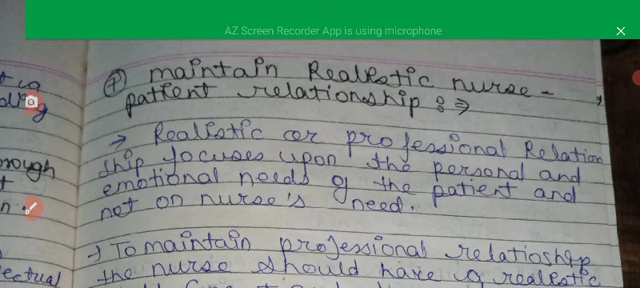 AZ Screen Recorder App is using microphone
⑦ maintain Realistic nurse-
patient relationship :⇒
→ Realistic or professional Relation
ship focuses upon the personal and
emotional needs of the patient and
not on nurse's need.
→ To maintain professional relatioship
the nurse should have a realistic